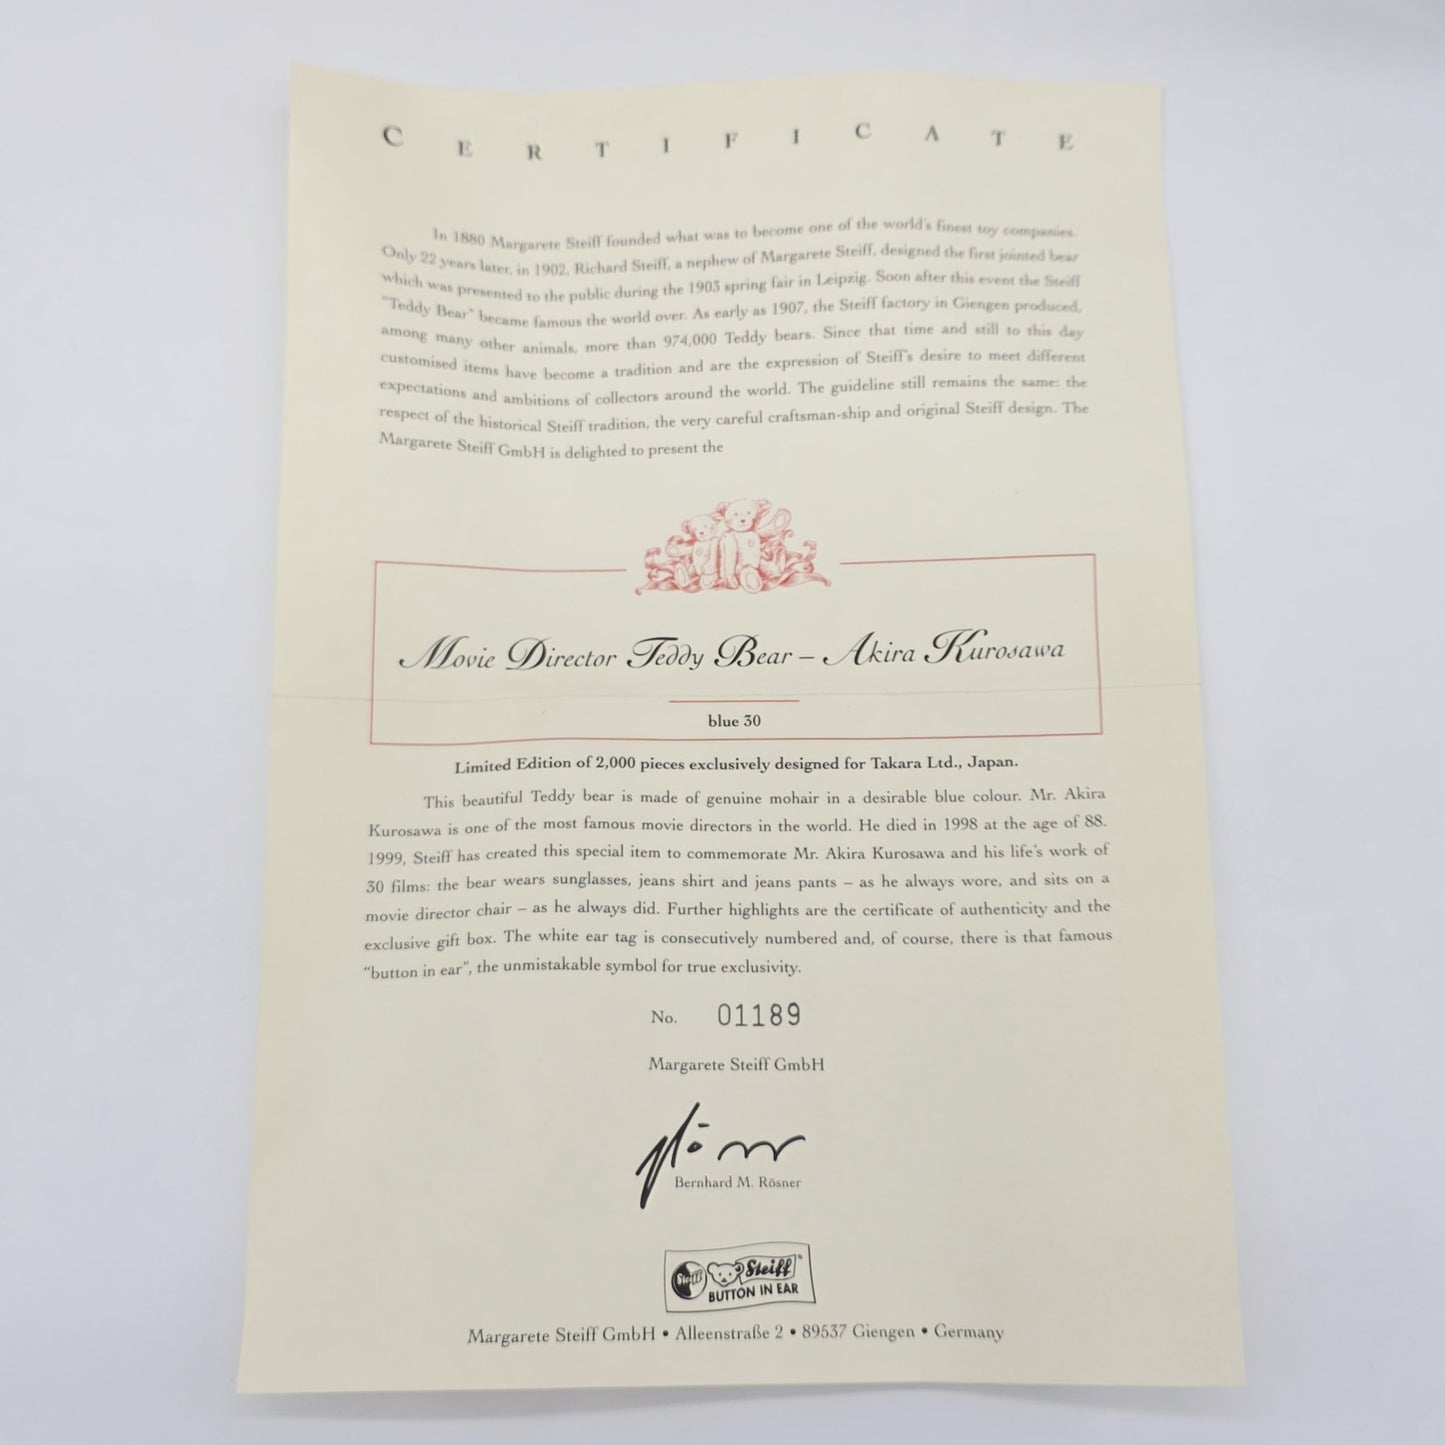 CERTIFICATE
In 1880 Margarete Steiff founded what was to become one of the world's finest toy companies.
Only 22 years later, in 1902, Richard Steiff, a nephew of Margarete Steiff, designed the first jointed bear
which was presented to the public during the 1903 spring fair in Leipzig. Soon after this event the Steiff
"Teddy Bear" became famous the world over. As early as 1907, the Steiff factory in Giengen produced,
among many other animals, more than 974,000 Teddy bears. Since that time and still to this day
customised items have become a tradition and are the expression of Steiff's desire to meet different
expectations and ambitions of collectors around the world. The guideline still remains the same: the
respect of the historical Steiff tradition, the very careful craftsman-ship and original Steiff design. The
Margarete Steiff GmbH is delighted to present the
Movie Director Teddy Bear – Akira Kurosawa
blue 30
Limited Edition of 2,000 pieces exclusively designed for Takara Ltd., Japan.
This beautiful Teddy bear is made of genuine mohair in a desirable blue colour. Mr. Akira
Kurosawa is one of the most famous movie directors in the world. He died in 1998 at the age of 88.
1999, Steiff has created this special item to commemorate Mr. Akira Kurosawa and his life's work of
30 films: the bear wears sunglasses, jeans shirt and jeans pants – as he always wore, and sits on a
movie director chair – as he always did. Further highlights are the certificate of authenticity and the
exclusive gift box. The white ear tag is consecutively numbered and, of course, there is that famous
"button in ear", the unmistakable symbol for true exclusivity.
No. 01189
Margarete Steiff GmbH
Bernhard M. Rösner
Steiff Steiff®
BUTTON IN EAR
Margarete Steiff GmbH • Alleenstraße 2 • 89537 Giengen • Germany